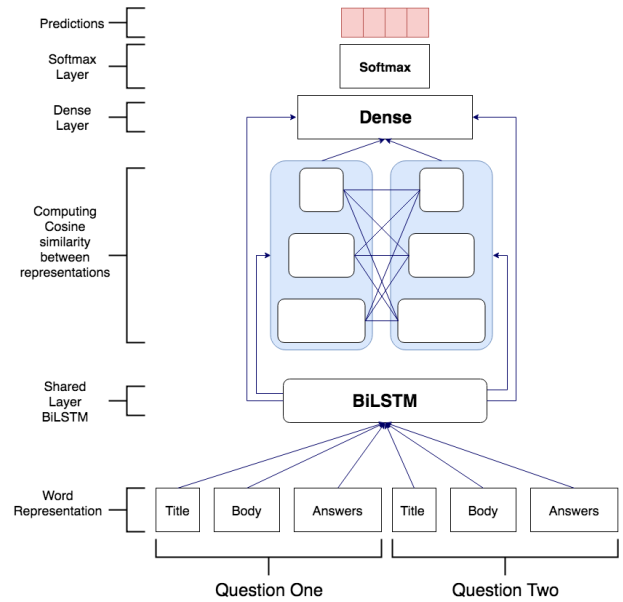 Predictions
Softmax
Layer
Softmax
Dense
Layer
Dense
Computing
Cosine
similarity
between
representations
Shared
Layer
BiLSTM
BiLSTM
Word
Representation
Title
Body
Answers
Title
Body
Answers
Question One
Question Two